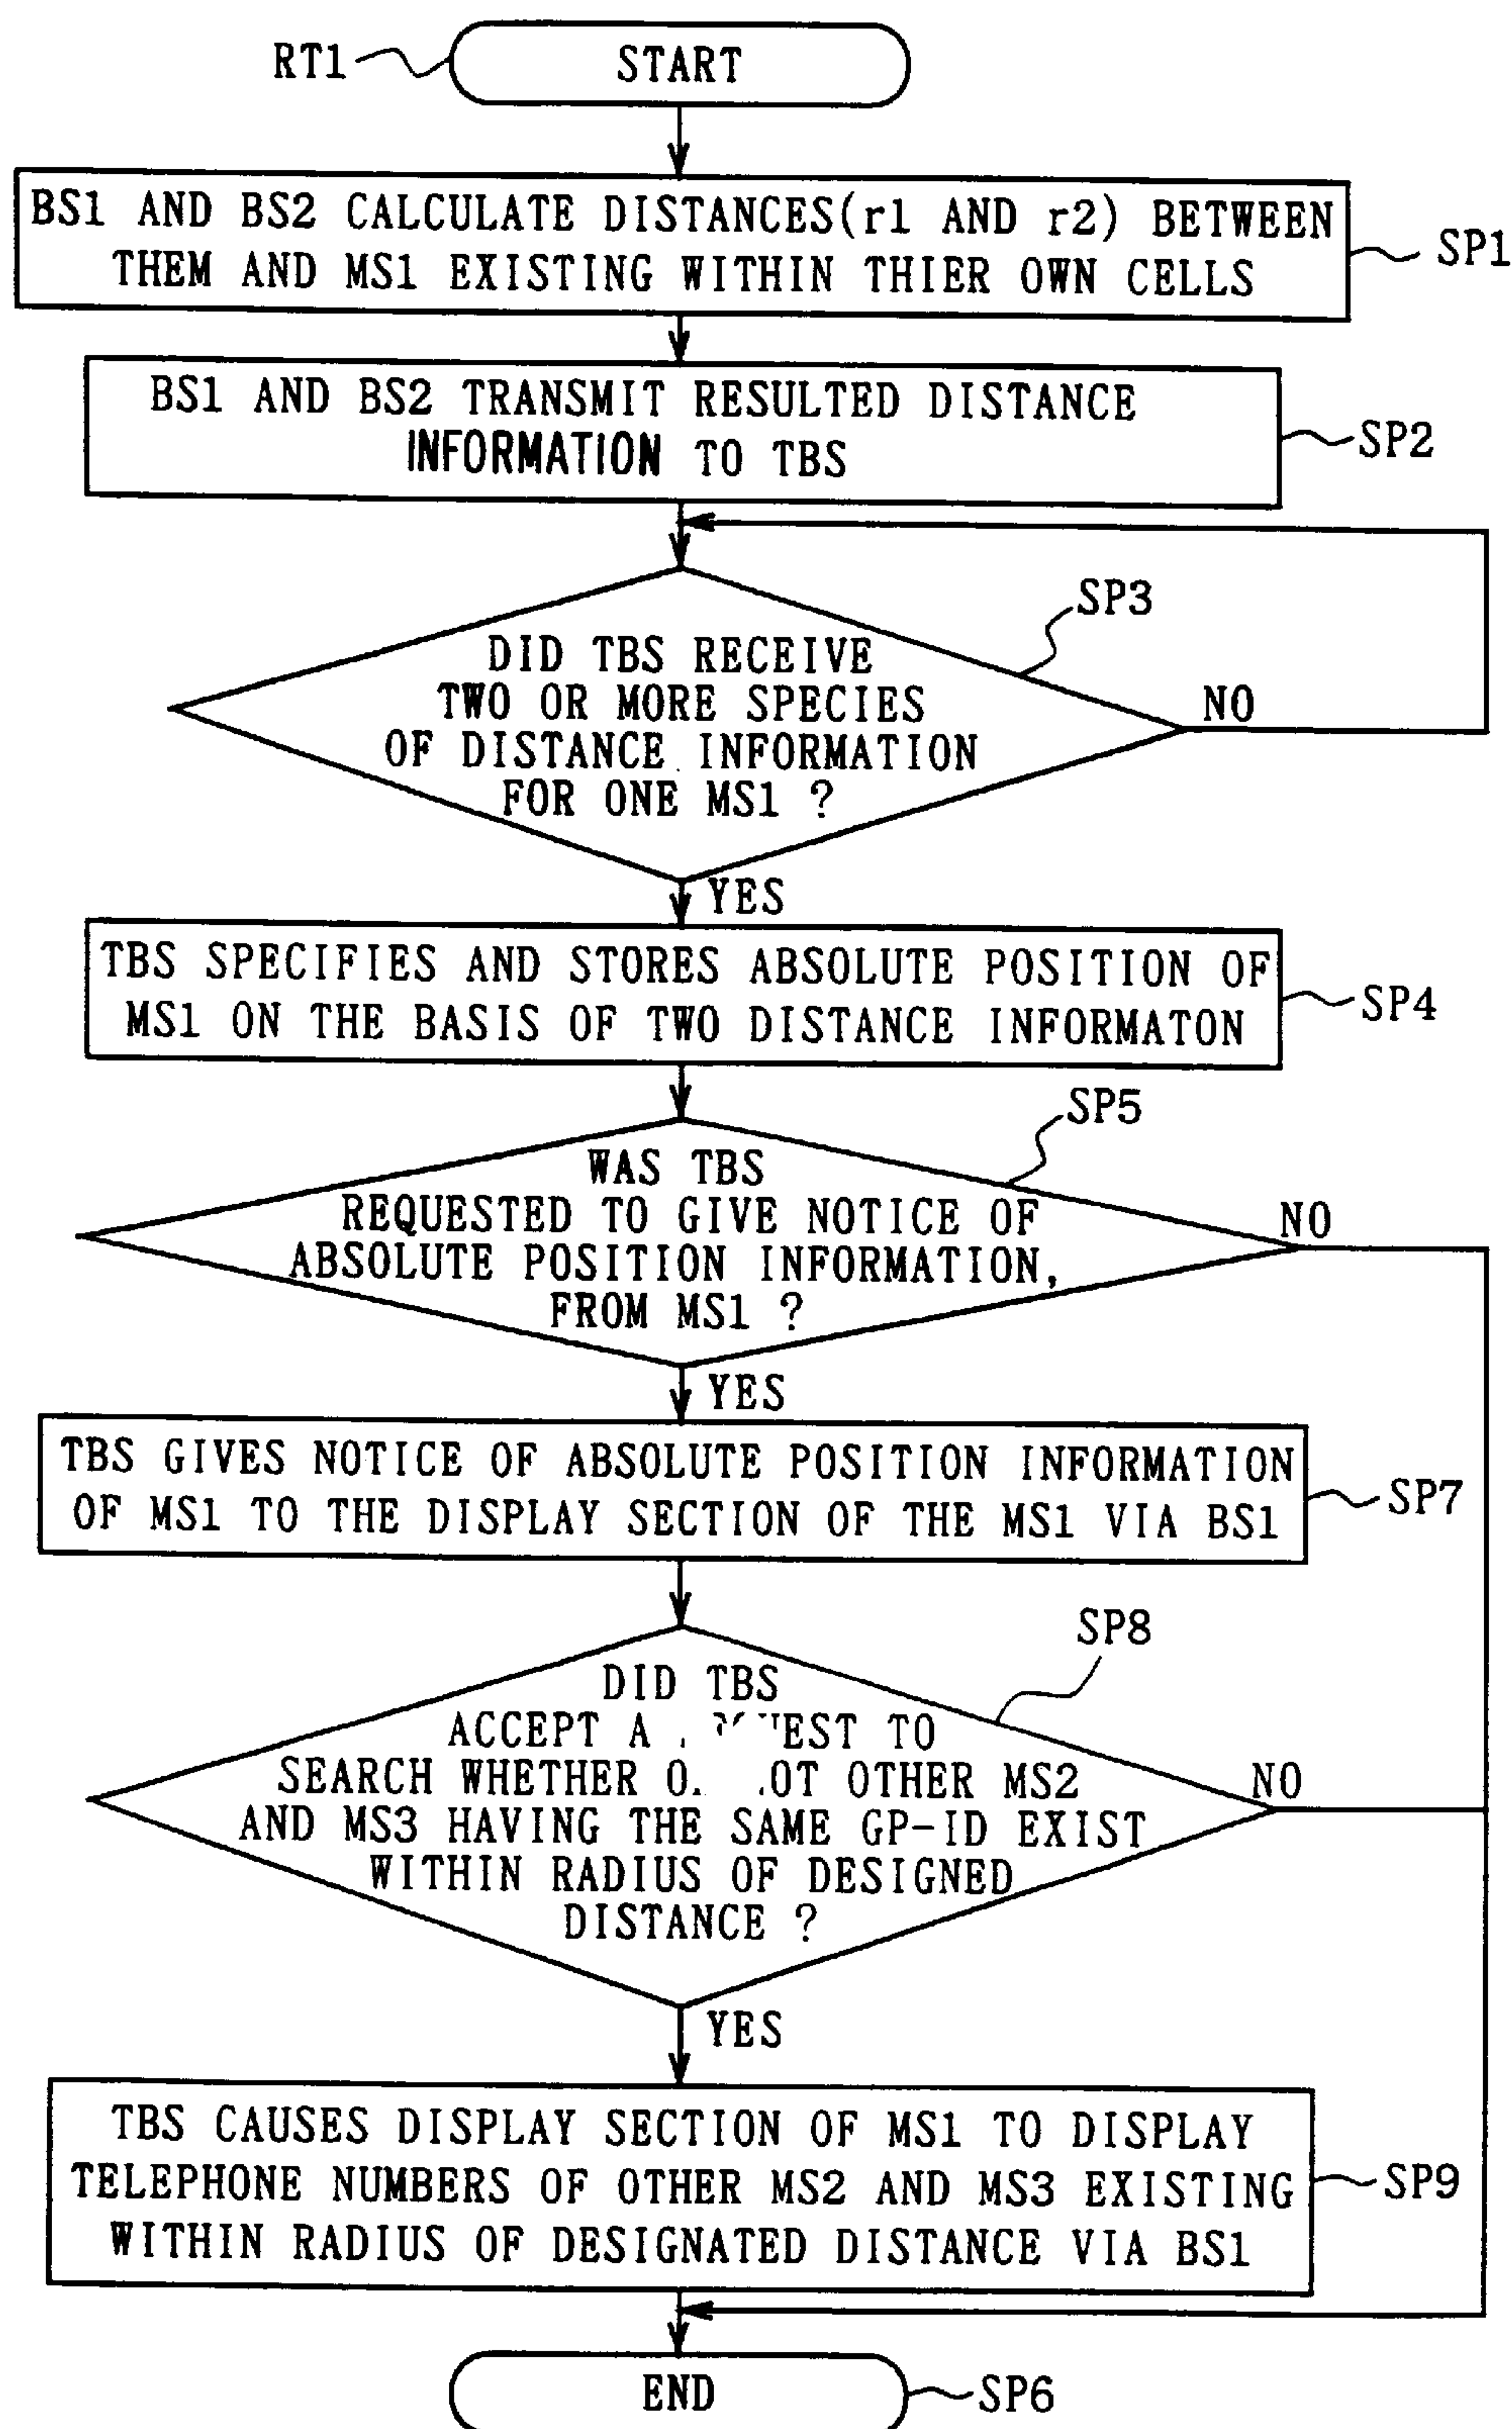 RT1
START
BS1 AND BS2 CALCULATE DISTANCES(r1 AND r2) BETWEEN
THEM AND MS1 EXISTING WITHIN THIER OWN CELLS
SP1
BS1 AND BS2 TRANSMIT RESULTED DISTANCE
INFORMATION TO TBS
SP2
SP3
DID TBS RECEIVE
TWO OR MORE SPECIES
OF DISTANCE INFORMATION
FOR ONE MS1 ?
NO
YES
TBS SPECIFIES AND STORES ABSOLUTE POSITION OF
MS1 ON THE BASIS OF TWO DISTANCE INFORMATON
SP4
SP5
WAS TBS
REQUESTED TO GIVE NOTICE OF
ABSOLUTE POSITION INFORMATION,
FROM MS1 ?
NO
YES
TBS GIVES NOTICE OF ABSOLUTE POSITION INFORMATION
OF MS1 TO THE DISPLAY SECTION OF THE MS1 VIA BS1
SP7
SP8
DID TBS
ACCEPT A TO
SEARCH WHETHER OTHER MS2
AND MS3 HAVING THE SAME GP-ID EXIST
WITHIN RADIUS OF DESIGNED
DISTANCE ?
NO
YES
TBS CAUSES DISPLAY SECTION OF MS1 TO DISPLAY
TELEPHONE NUMBERS OF OTHER MS2 AND MS3 EXISTING
WITHIN RADIUS OF DESIGNATED DISTANCE VIA BS1
SP9
END
SP6